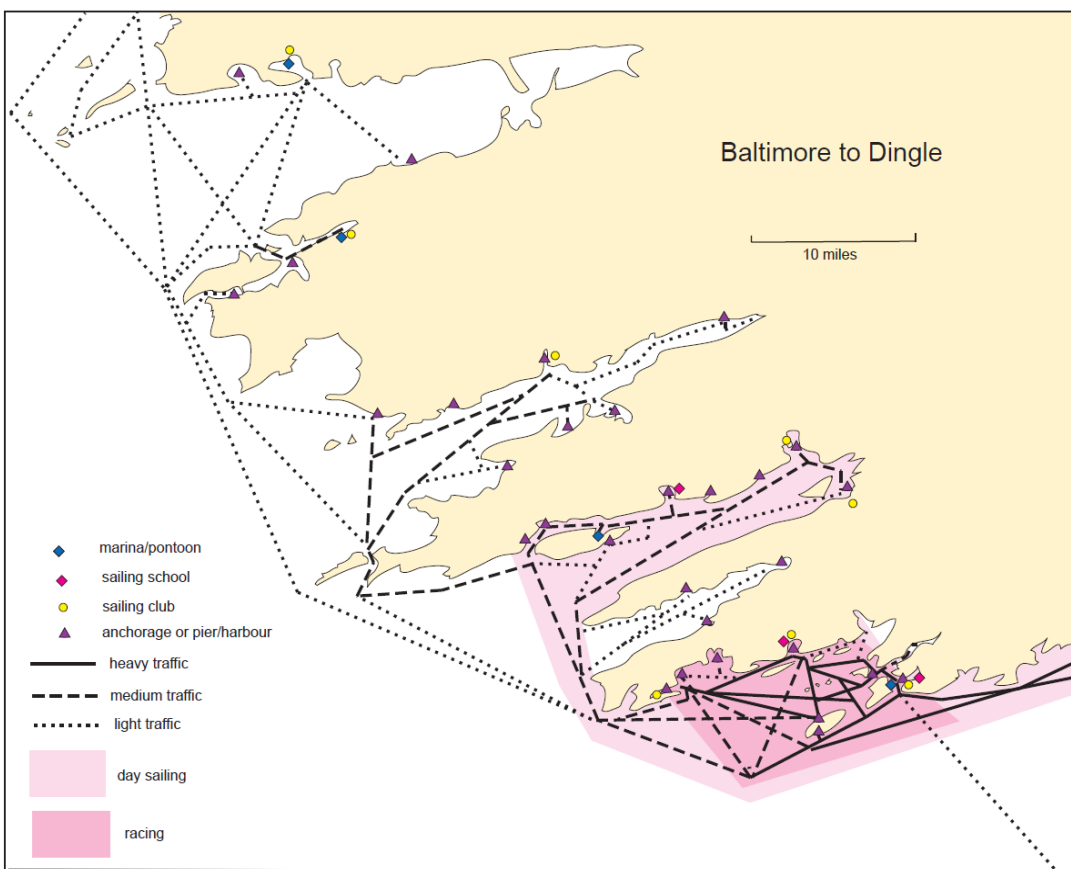 Baltimore to Dingle
10 miles
marina/pontoon
sailing school
sailing club
anchorage or pier/harbour
heavy traffic
medium traffic
light traffic
day sailing
racing